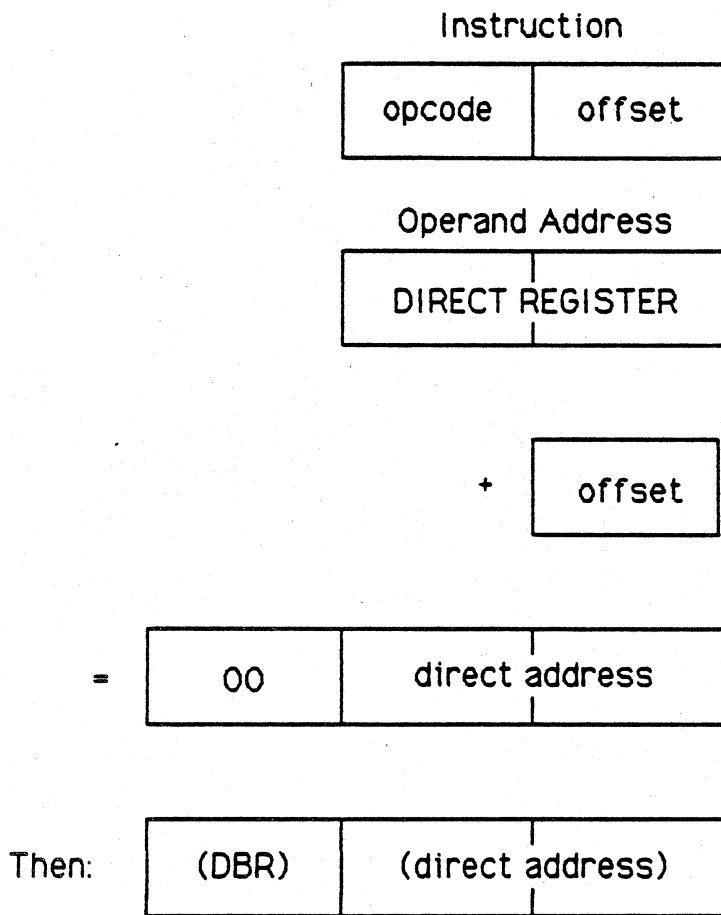 Instruction
opcode offset
Operand Address
DIRECT REGISTER
+ offset
= 00 direct address
Then: (DBR) (direct address)